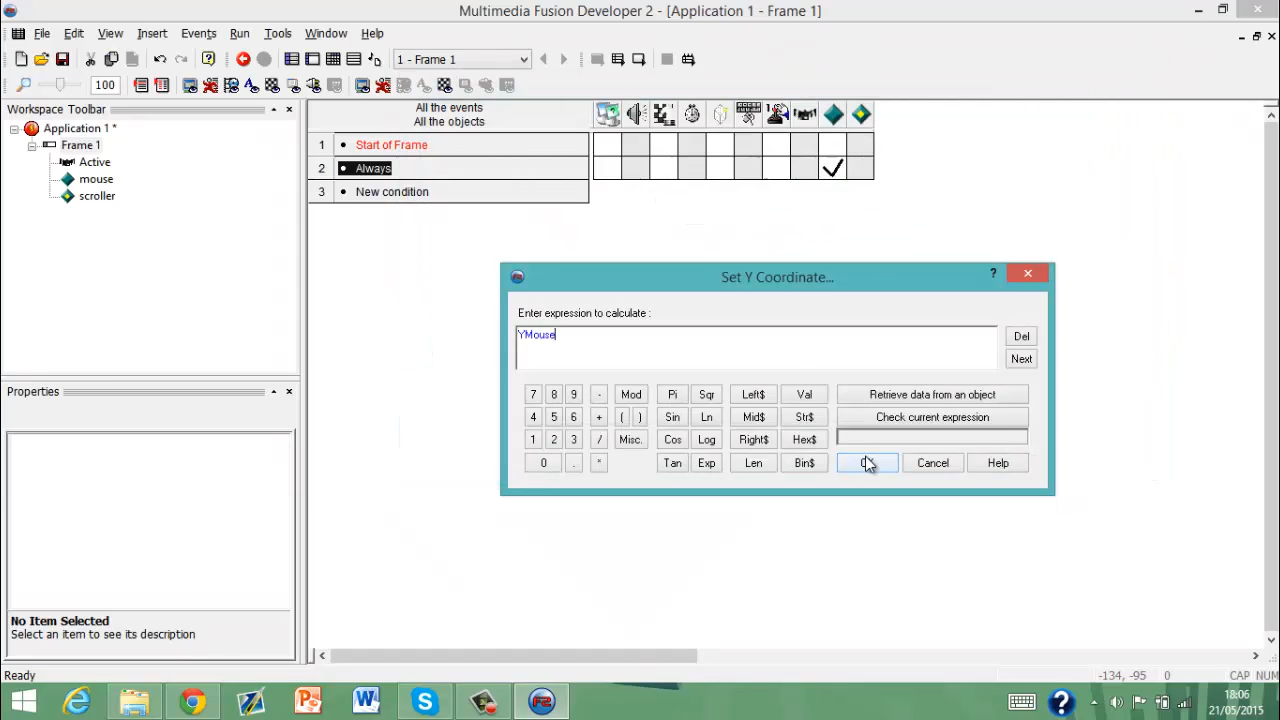 Multimedia Fusion Developer 2 - [Application 1 - Frame 1]
File Edit View Insert Events Run Tools Window Help
1 - Frame 1
100
Workspace Toolbar
Application 1 *
Frame 1
Active
mouse
scroller
All the events
All the objects
1 Start of Frame
2 Always
3 New condition
Set Y Coordinate...
?
Enter expression to calculate :
YMouse
Del
Next
7 8 9 - Mod Pi Sqr Left$ Val Retrieve data from an object
4 5 6 + ( ) Sin Ln Mid$ Str$ Check current expression
1 2 3 / Misc. Cos Log Right$ Hex$
0 . * Tan Exp Len Bin$ OK Cancel Help
Properties
No Item Selected
Select an item to see its description
Ready
-134, -95 0 CAP NUM
18:06
21/05/2015